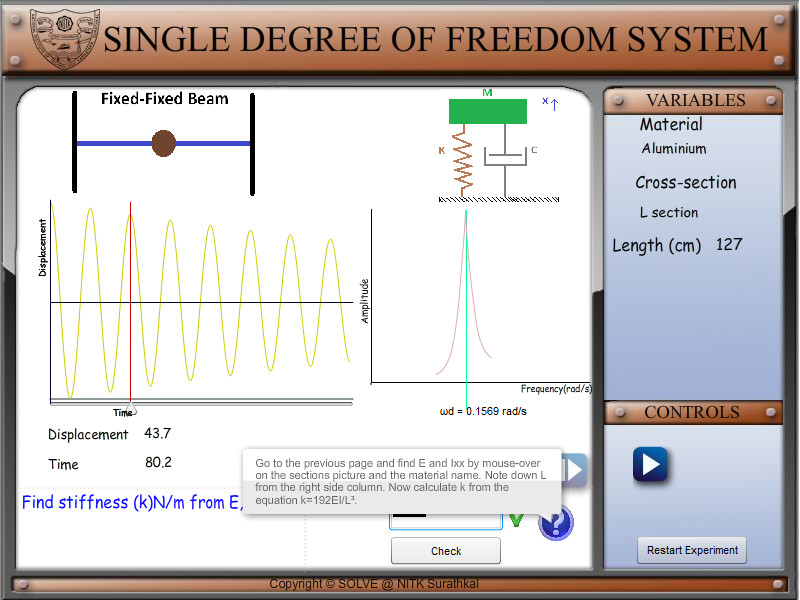 SINGLE DEGREE OF FREEDOM SYSTEM
Fixed-Fixed Beam
M
X
K
C
Displacement
Time
Amplitude
Frequency(rad/s)
ωd = 0.1569 rad/s
Displacement 43.7
Time 80.2
Find stiffness (k)N/m from E,
Go to the previous page and find E and Ixx by mouse-over
on the sections picture and the material name. Note down L
from the right side column. Now calculate k from the
equation k=192EI/L³.
?
Check
VARIABLES
Material
Aluminium
Cross-section
L section
Length (cm) 127
CONTROLS
Restart Experiment
Copyright © SOLVE @ NITK Surathkal